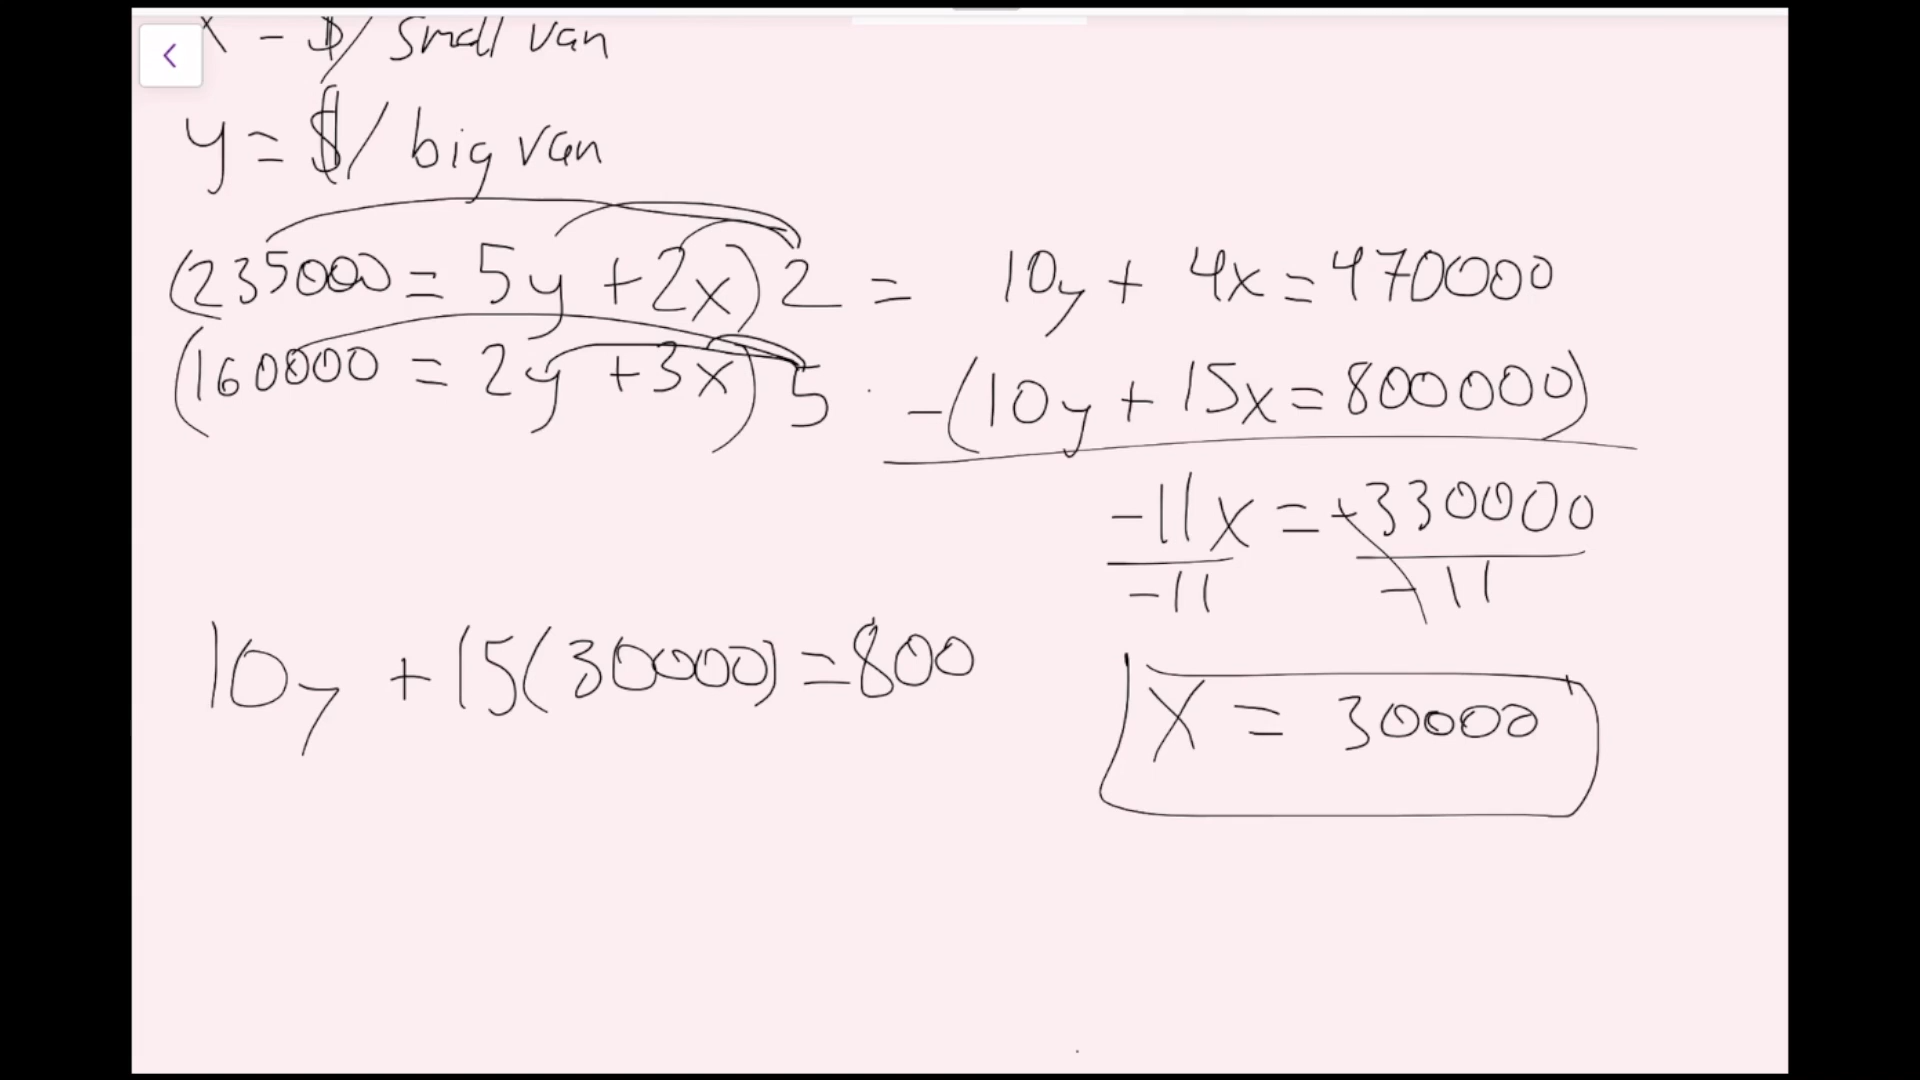 x - $/ small van
y = $/ big van
(235000 = 5y + 2x) 2 = 10y + 4x = 470000
(160000 = 2y + 3x) 5 -(10y + 15x = 800000)
-11x = -330000
-11 -11
10y + 15(30000) = 800
x = 30000